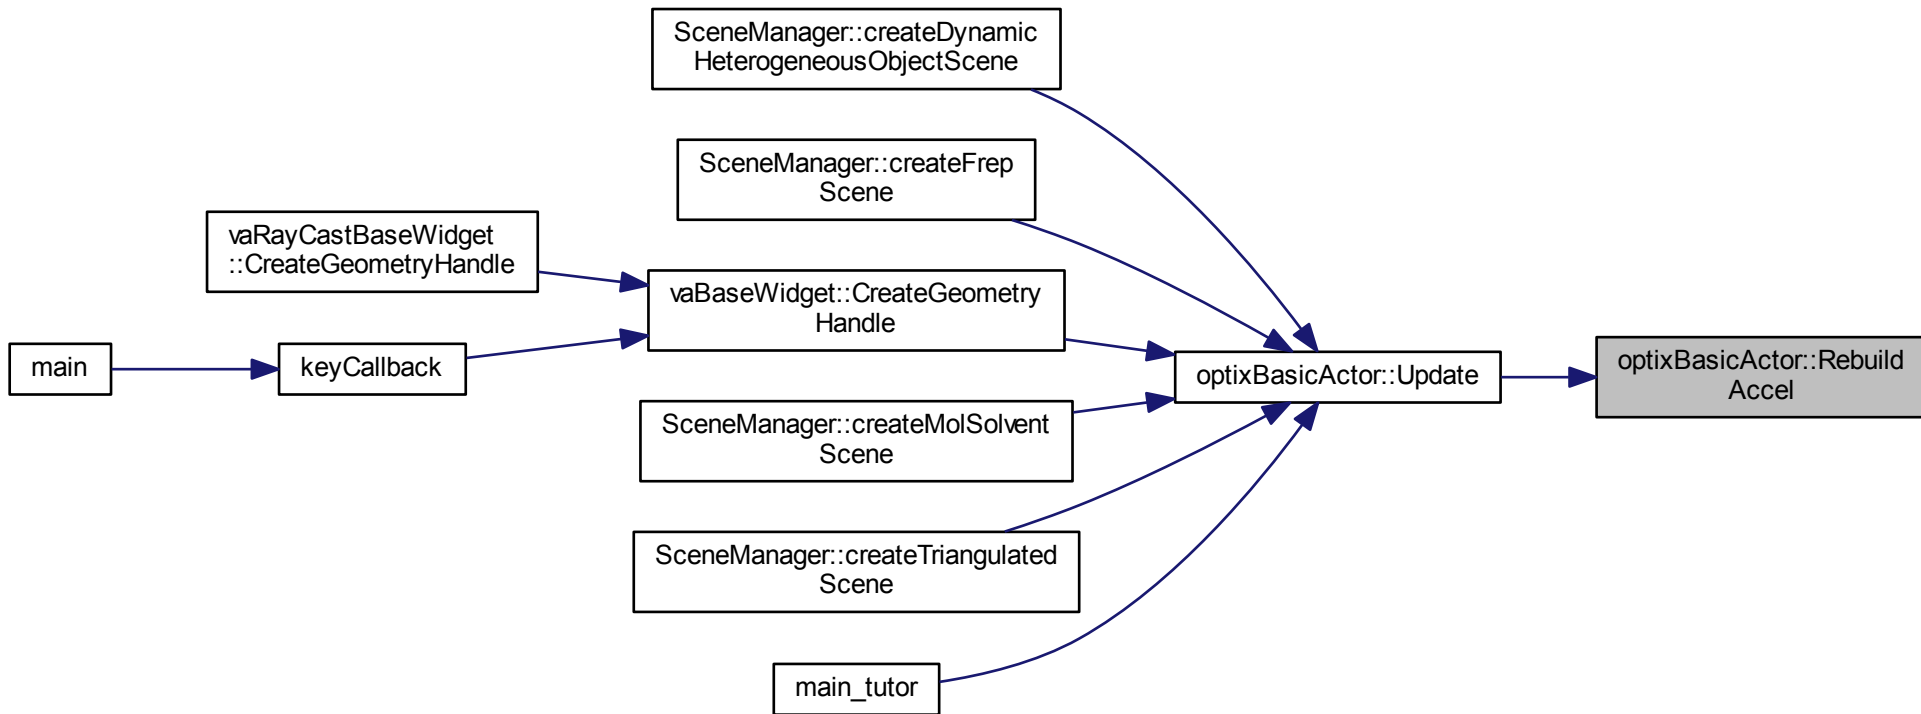 SceneManager::createDynamic
HeterogeneousObjectScene
SceneManager::createFrep
Scene
vaRayCastBaseWidget
::CreateGeometryHandle
vaBaseWidget::CreateGeometry
Handle
main
keyCallback
optixBasicActor::Update
optixBasicActor::Rebuild
Accel
SceneManager::createMolSolvent
Scene
SceneManager::createTriangulated
Scene
main_tutor